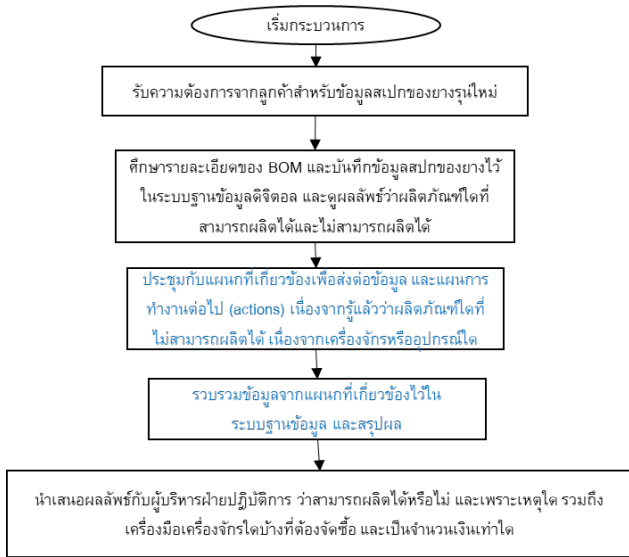 เริ่มกระบวนการ
รับความต้องการจากลูกค้าสำหรับข้อมูลสเปกของยางรุ่นใหม่
ศึกษารายละเอียดของ BOM และบันทึกข้อมูลสปกของยางไว้
ในระบบฐานข้อมูลดิจิตอล และดูผลลัพธ์ว่าผลิตภัณฑ์ใดที่
สามารถผลิตได้และไม่สามารถผลิตได้
ประชุมกับแผนกที่เกี่ยวข้องเพื่อส่งต่อข้อมูล และแผนการ
ทำงานต่อไป (actions) เนื่องจากรู้แล้วว่าผลิตภัณฑ์ใดที่
ไม่สามารถผลิตได้ เนื่องจากเครื่องจักรหรืออุปกรณ์ใด
รวบรวมข้อมูลจากแผนกที่เกี่ยวข้องไว้ใน
ระบบฐานข้อมูล และสรุปผล
นำเสนอผลลัพธ์กับผู้บริหารฝ่ายปฏิบัติการ ว่าสามารถผลิตได้หรือไม่ และเพราะเหตุใด รวมถึง
เครื่องมือเครื่องจักรใดบ้างที่ต้องจัดซื้อ และเป็นจำนวนเงินเท่าใด